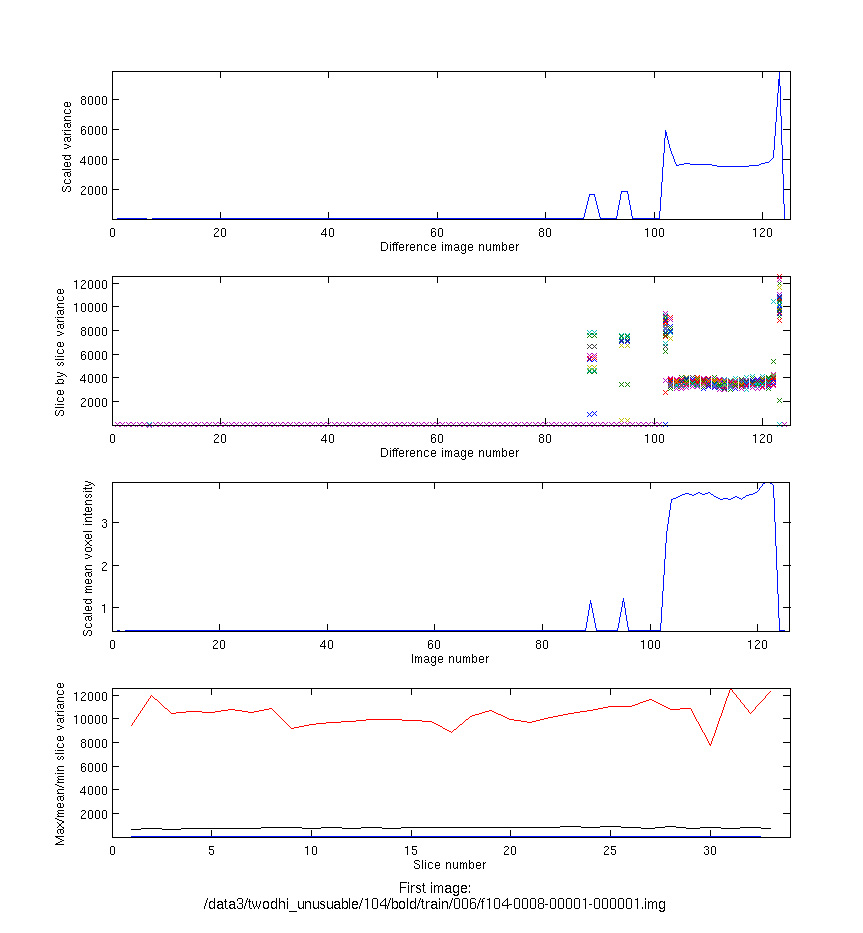 8000
6000
4000
2000
Scaled variance
0 20 40 60 80 100 120
Difference image number
12000
10000
8000
6000
4000
2000
Slice by slice variance
0 20 40 60 80 100 120
Difference image number
3
2
1
Scaled mean voxel intensity
0 20 40 60 80 100 120
Image number
12000
10000
8000
6000
4000
2000
Max/mean/min slice variance
0 5 10 15 20 25 30
Slice number
First image:
/data3/twodhi_unusuable/104/bold/train/006/f104-0008-00001-000001.img